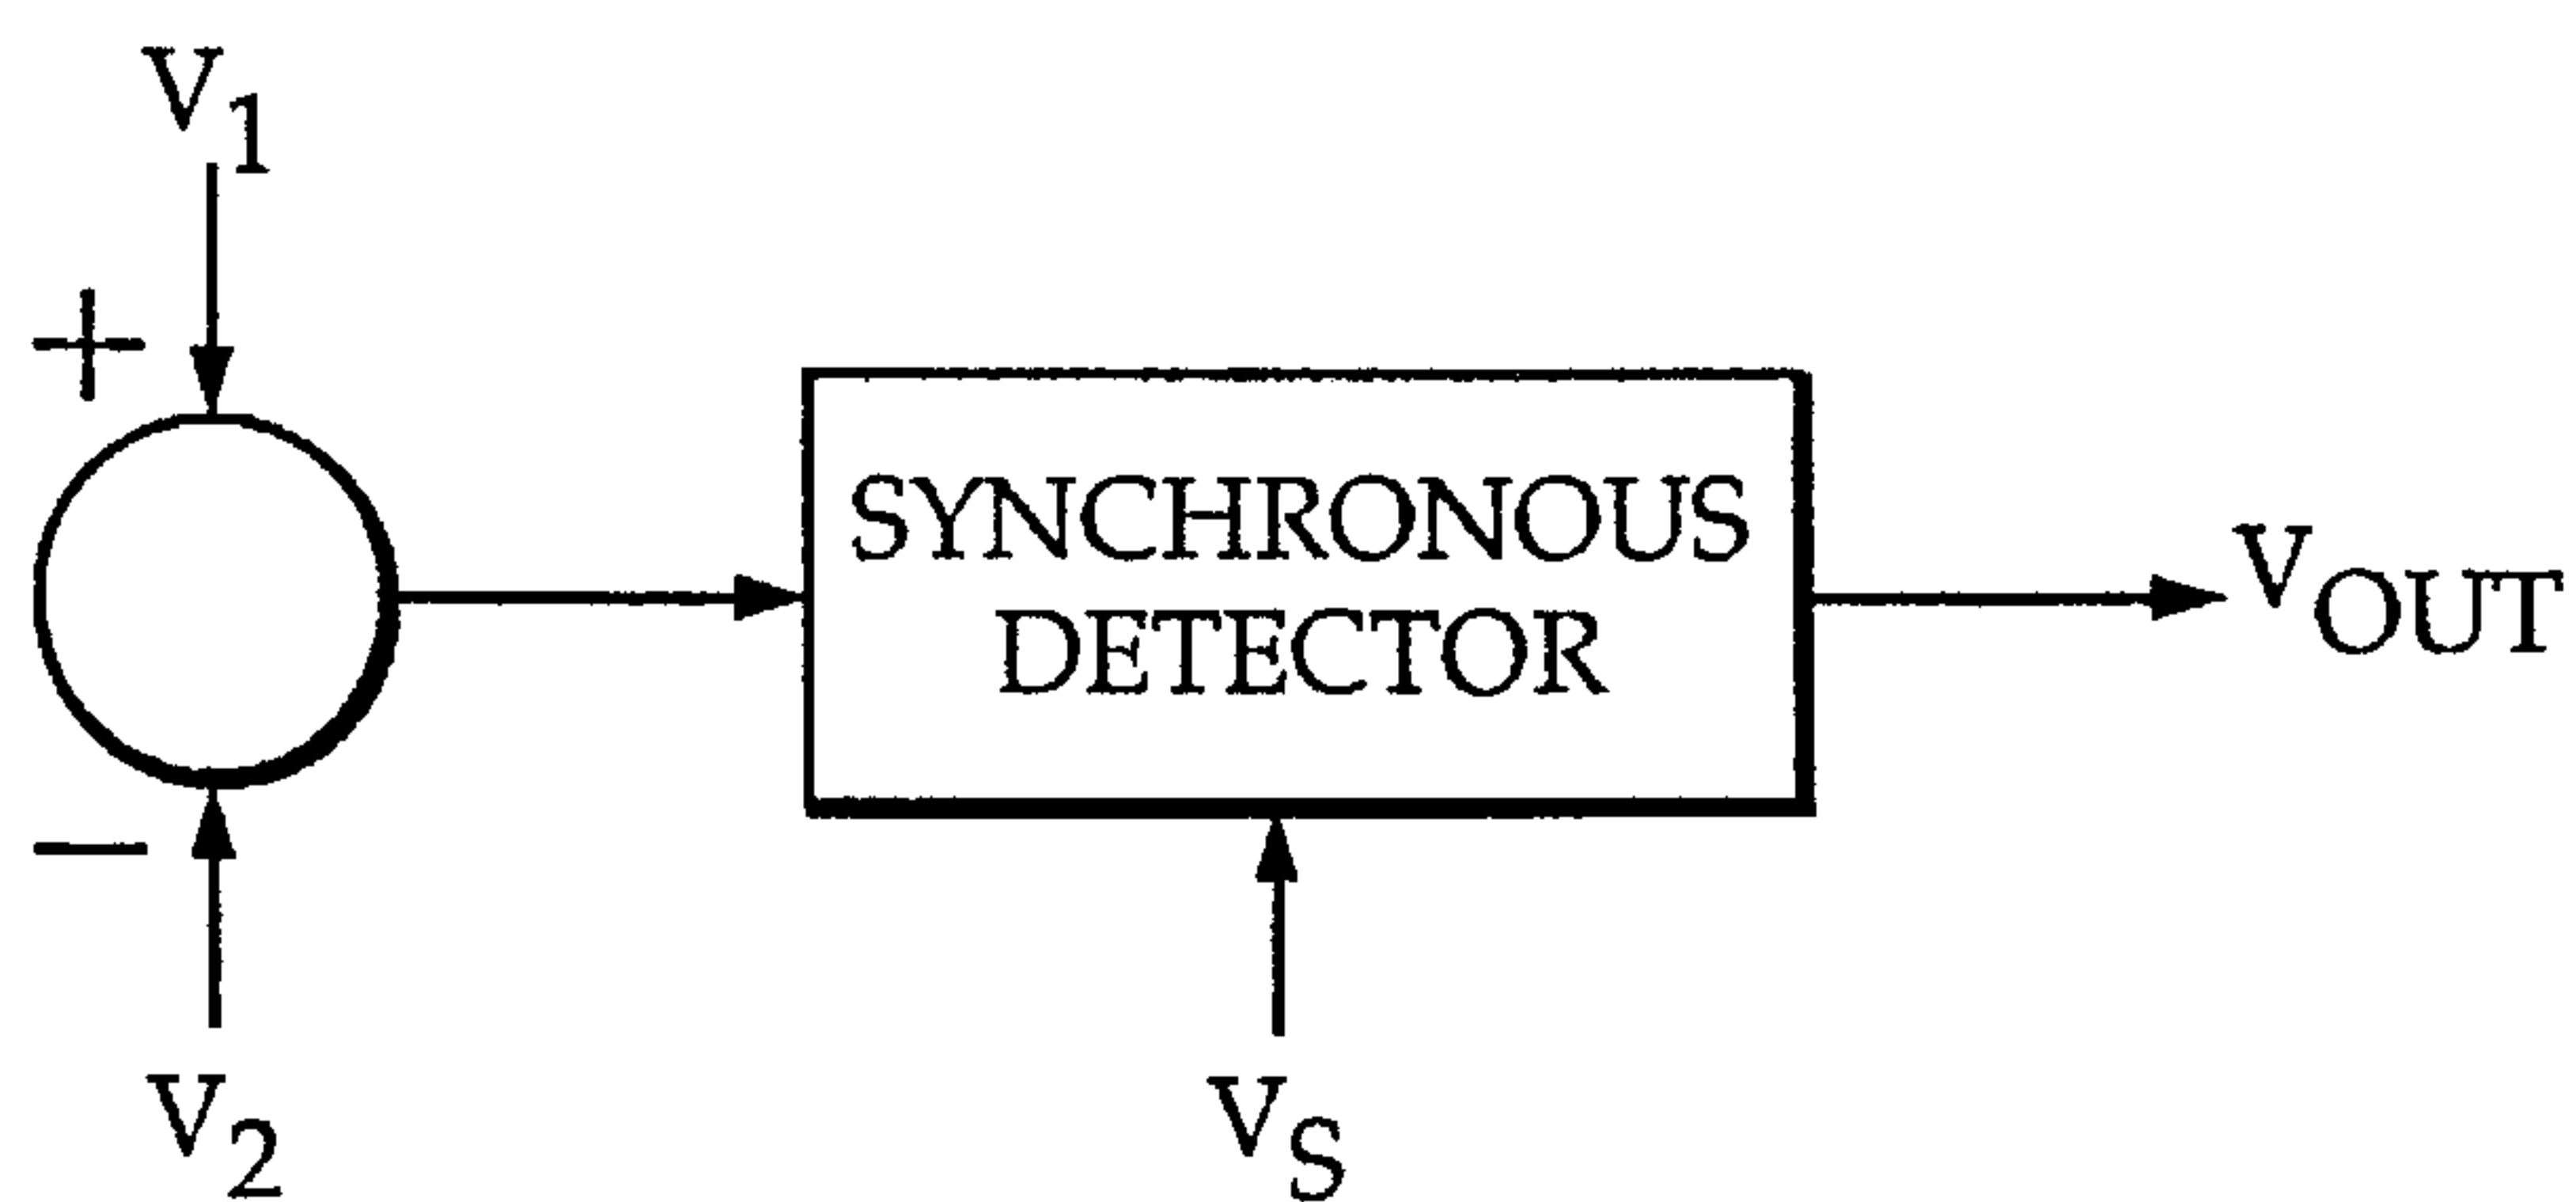 V1
+
SYNCHRONOUS
DETECTOR
VOUT
−
V2
VS